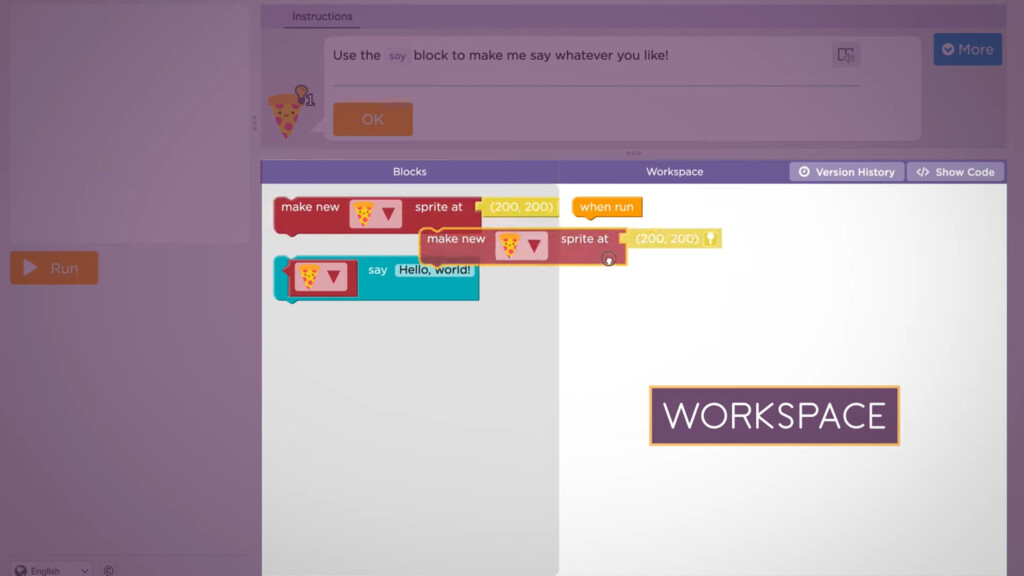 Instructions
Use the say block to make me say whatever you like!
1
OK
More
Blocks
Workspace
Version History
</> Show Code
make new sprite at (200, 200)
when run
make new sprite at (200, 200)
say Hello, world!
Run
WORKSPACE
English
©